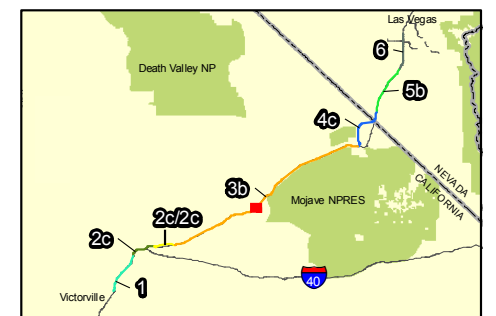 Las Vegas
6
Death Valley NP
5b
4c
NEVADA
CALIFORNIA
3b
Mojave NPRES
2c/2c
2c
40
1
Victorville